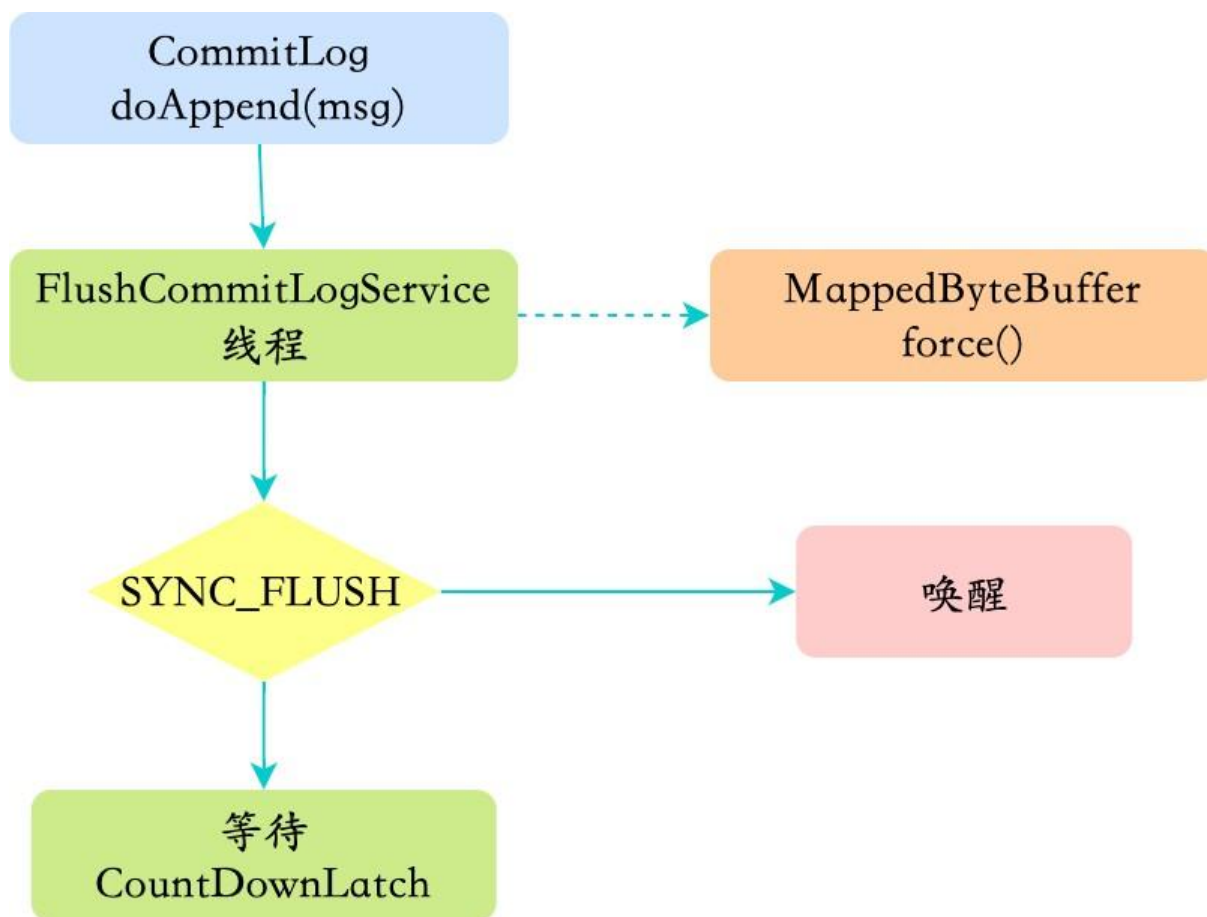 CommitLog
doAppend(msg)
FlushCommitLogService
线程
MappedByteBuffer
force()
SYNC_FLUSH
唤醒
等待
CountDownLatch